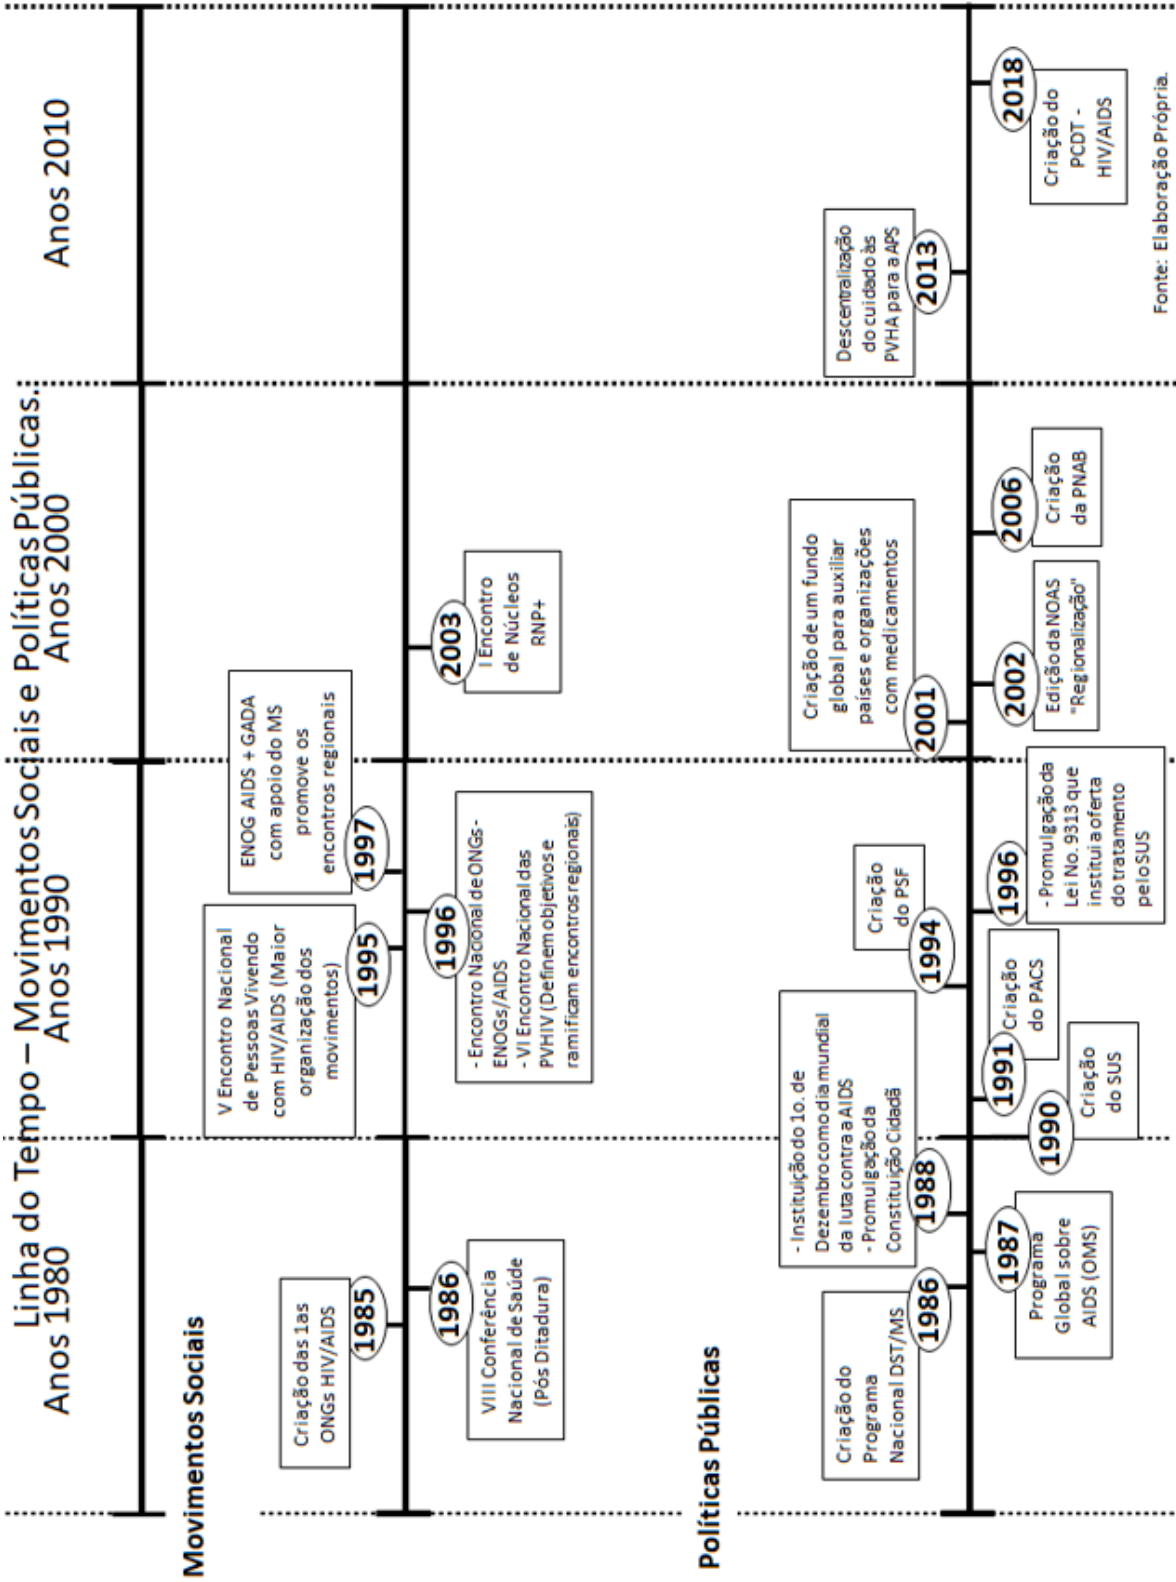 Linha do Tempo – Movimentos Sociais e Políticas Públicas.
Anos 1980
Anos 1990
Anos 2000
Anos 2010
Movimentos Sociais
Criação das 1as
ONGs HIV/AIDS
1985
1986
VIII Conferência
Nacional de Saúde
(Pós Ditadura)
V Encontro Nacional
de Pessoas Vivendo
com HIV/AIDS (Maior
organização dos
movimentos)
1995
1996
- Encontro Nacional de ONGs-
ENOGs/AIDS
- VI Encontro Nacional das
PVHIV (Definem objetivos e
ramificam encontros regionais)
ENOG AIDS + GADA
com apoio do MS
promove os
encontros regionais
1997
2003
I Encontro
de Núcleos
RNP+
Políticas Públicas
Criação do
Programa
Nacional DST/MS
1986
1987
Programa
Global sobre
AIDS (OMS)
- Instituição do 1o. de
Dezembro como dia mundial
da luta contra a AIDS
- Promulgação da
Constituição Cidadã
1988
1990
Criação
do SUS
1991
Criação
do PACS
Criação
do PSF
1994
1996
- Promulgação da
Lei No. 9313 que
institui a oferta
do tratamento
pelo SUS
Criação de um fundo
global para auxiliar
países e organizações
com medicamentos
2001
2002
Edição da NOAS
"Regionalização"
2006
Criação
da PNAB
Descentralização
do cuidado às
PVHA para a APS
2013
2018
Criação do
PCDT -
HIV/AIDS
Fonte: Elaboração Própria.